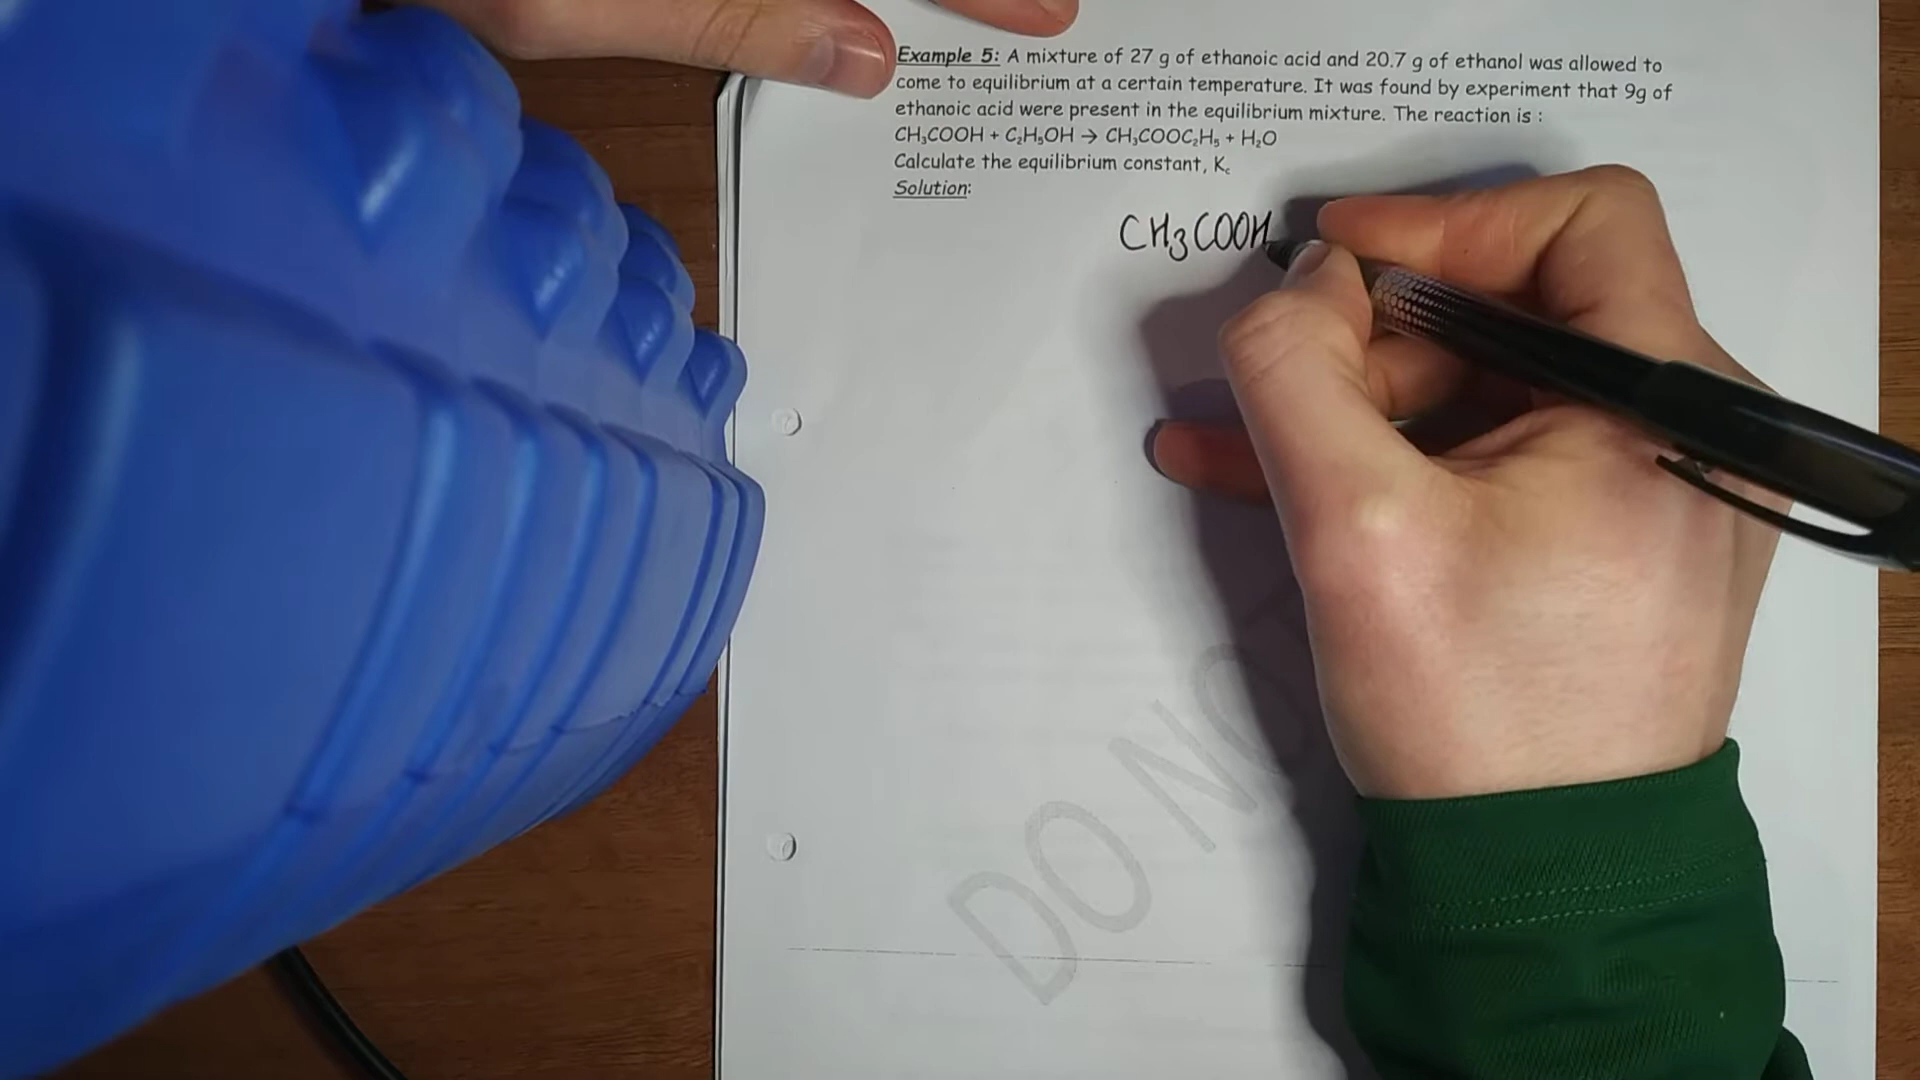 Example 5: A mixture of 27 g of ethanoic acid and 20.7 g of ethanol was allowed to
come to equilibrium at a certain temperature. It was found by experiment that 9g of
ethanoic acid were present in the equilibrium mixture. The reaction is :
CH₃COOH + C₂H₅OH → CH₃COOC₂H₅ + H₂O
Calculate the equilibrium constant, K꜀
Solution:
CH₃COOH
DO NO